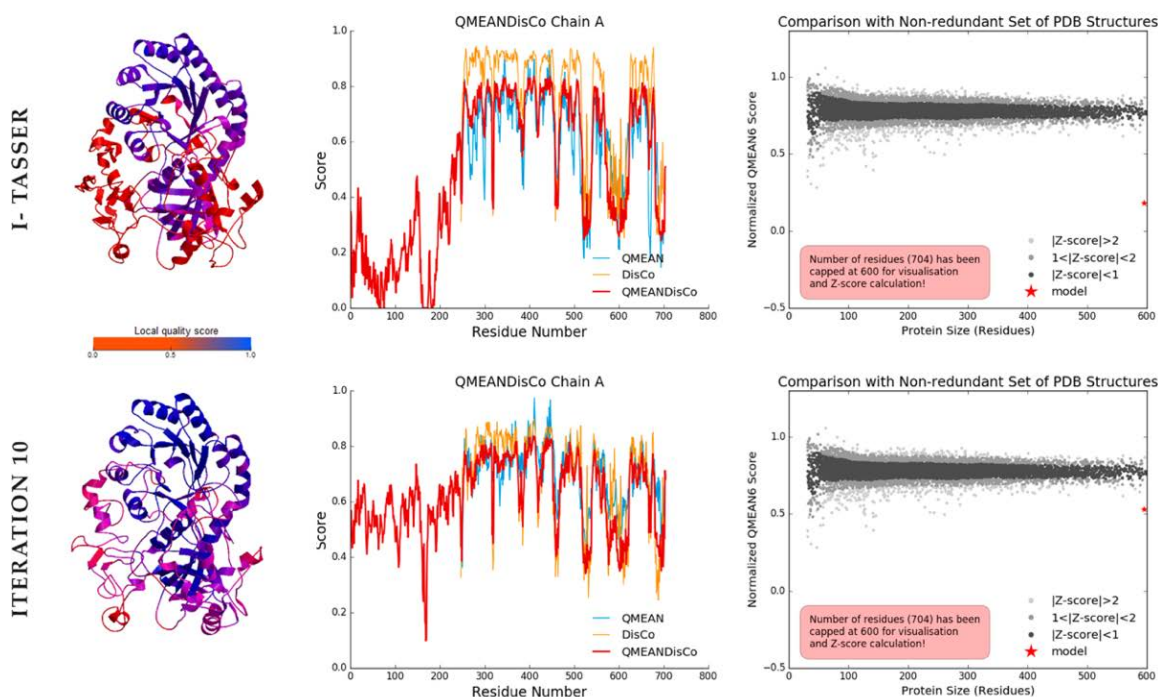 I- TASSER
QMEANDisCo Chain A
Score
1.0
0.8
0.6
0.4
0.2
0.0
0 100 200 300 400 500 600 700 800
Residue Number
QMEAN
DisCo
QMEANDisCo
Comparison with Non-redundant Set of PDB Structures
Normalized QMEAN6 Score
1.0
0.5
0.0
−0.5
0 100 200 300 400 500 600
Protein Size (Residues)
Number of residues (704) has been
capped at 600 for visualisation
and Z-score calculation!
|Z-score|>2
1<|Z-score|<2
|Z-score|<1
model
Local quality score
0.0 0.5 1.0
ITERATION 10
QMEANDisCo Chain A
Score
1.0
0.8
0.6
0.4
0.2
0.0
0 100 200 300 400 500 600 700 800
Residue Number
QMEAN
DisCo
QMEANDisCo
Comparison with Non-redundant Set of PDB Structures
Normalized QMEAN6 Score
1.0
0.5
0.0
−0.5
0 100 200 300 400 500 600
Protein Size (Residues)
Number of residues (704) has been
capped at 600 for visualisation
and Z-score calculation!
|Z-score|>2
1<|Z-score|<2
|Z-score|<1
model